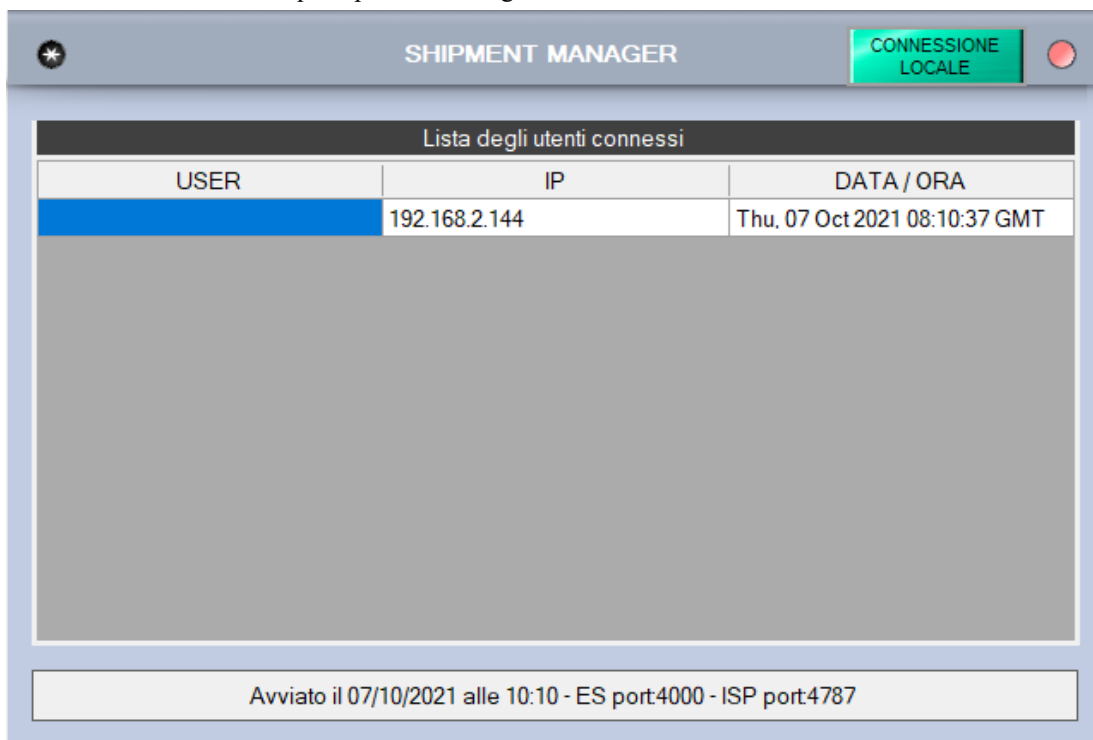 SHIPMENT MANAGER
CONNESSIONE
LOCALE
Lista degli utenti connessi
USER IP DATA / ORA
192.168.2.144 Thu, 07 Oct 2021 08:10:37 GMT
Avviato il 07/10/2021 alle 10:10 - ES port:4000 - ISP port:4787